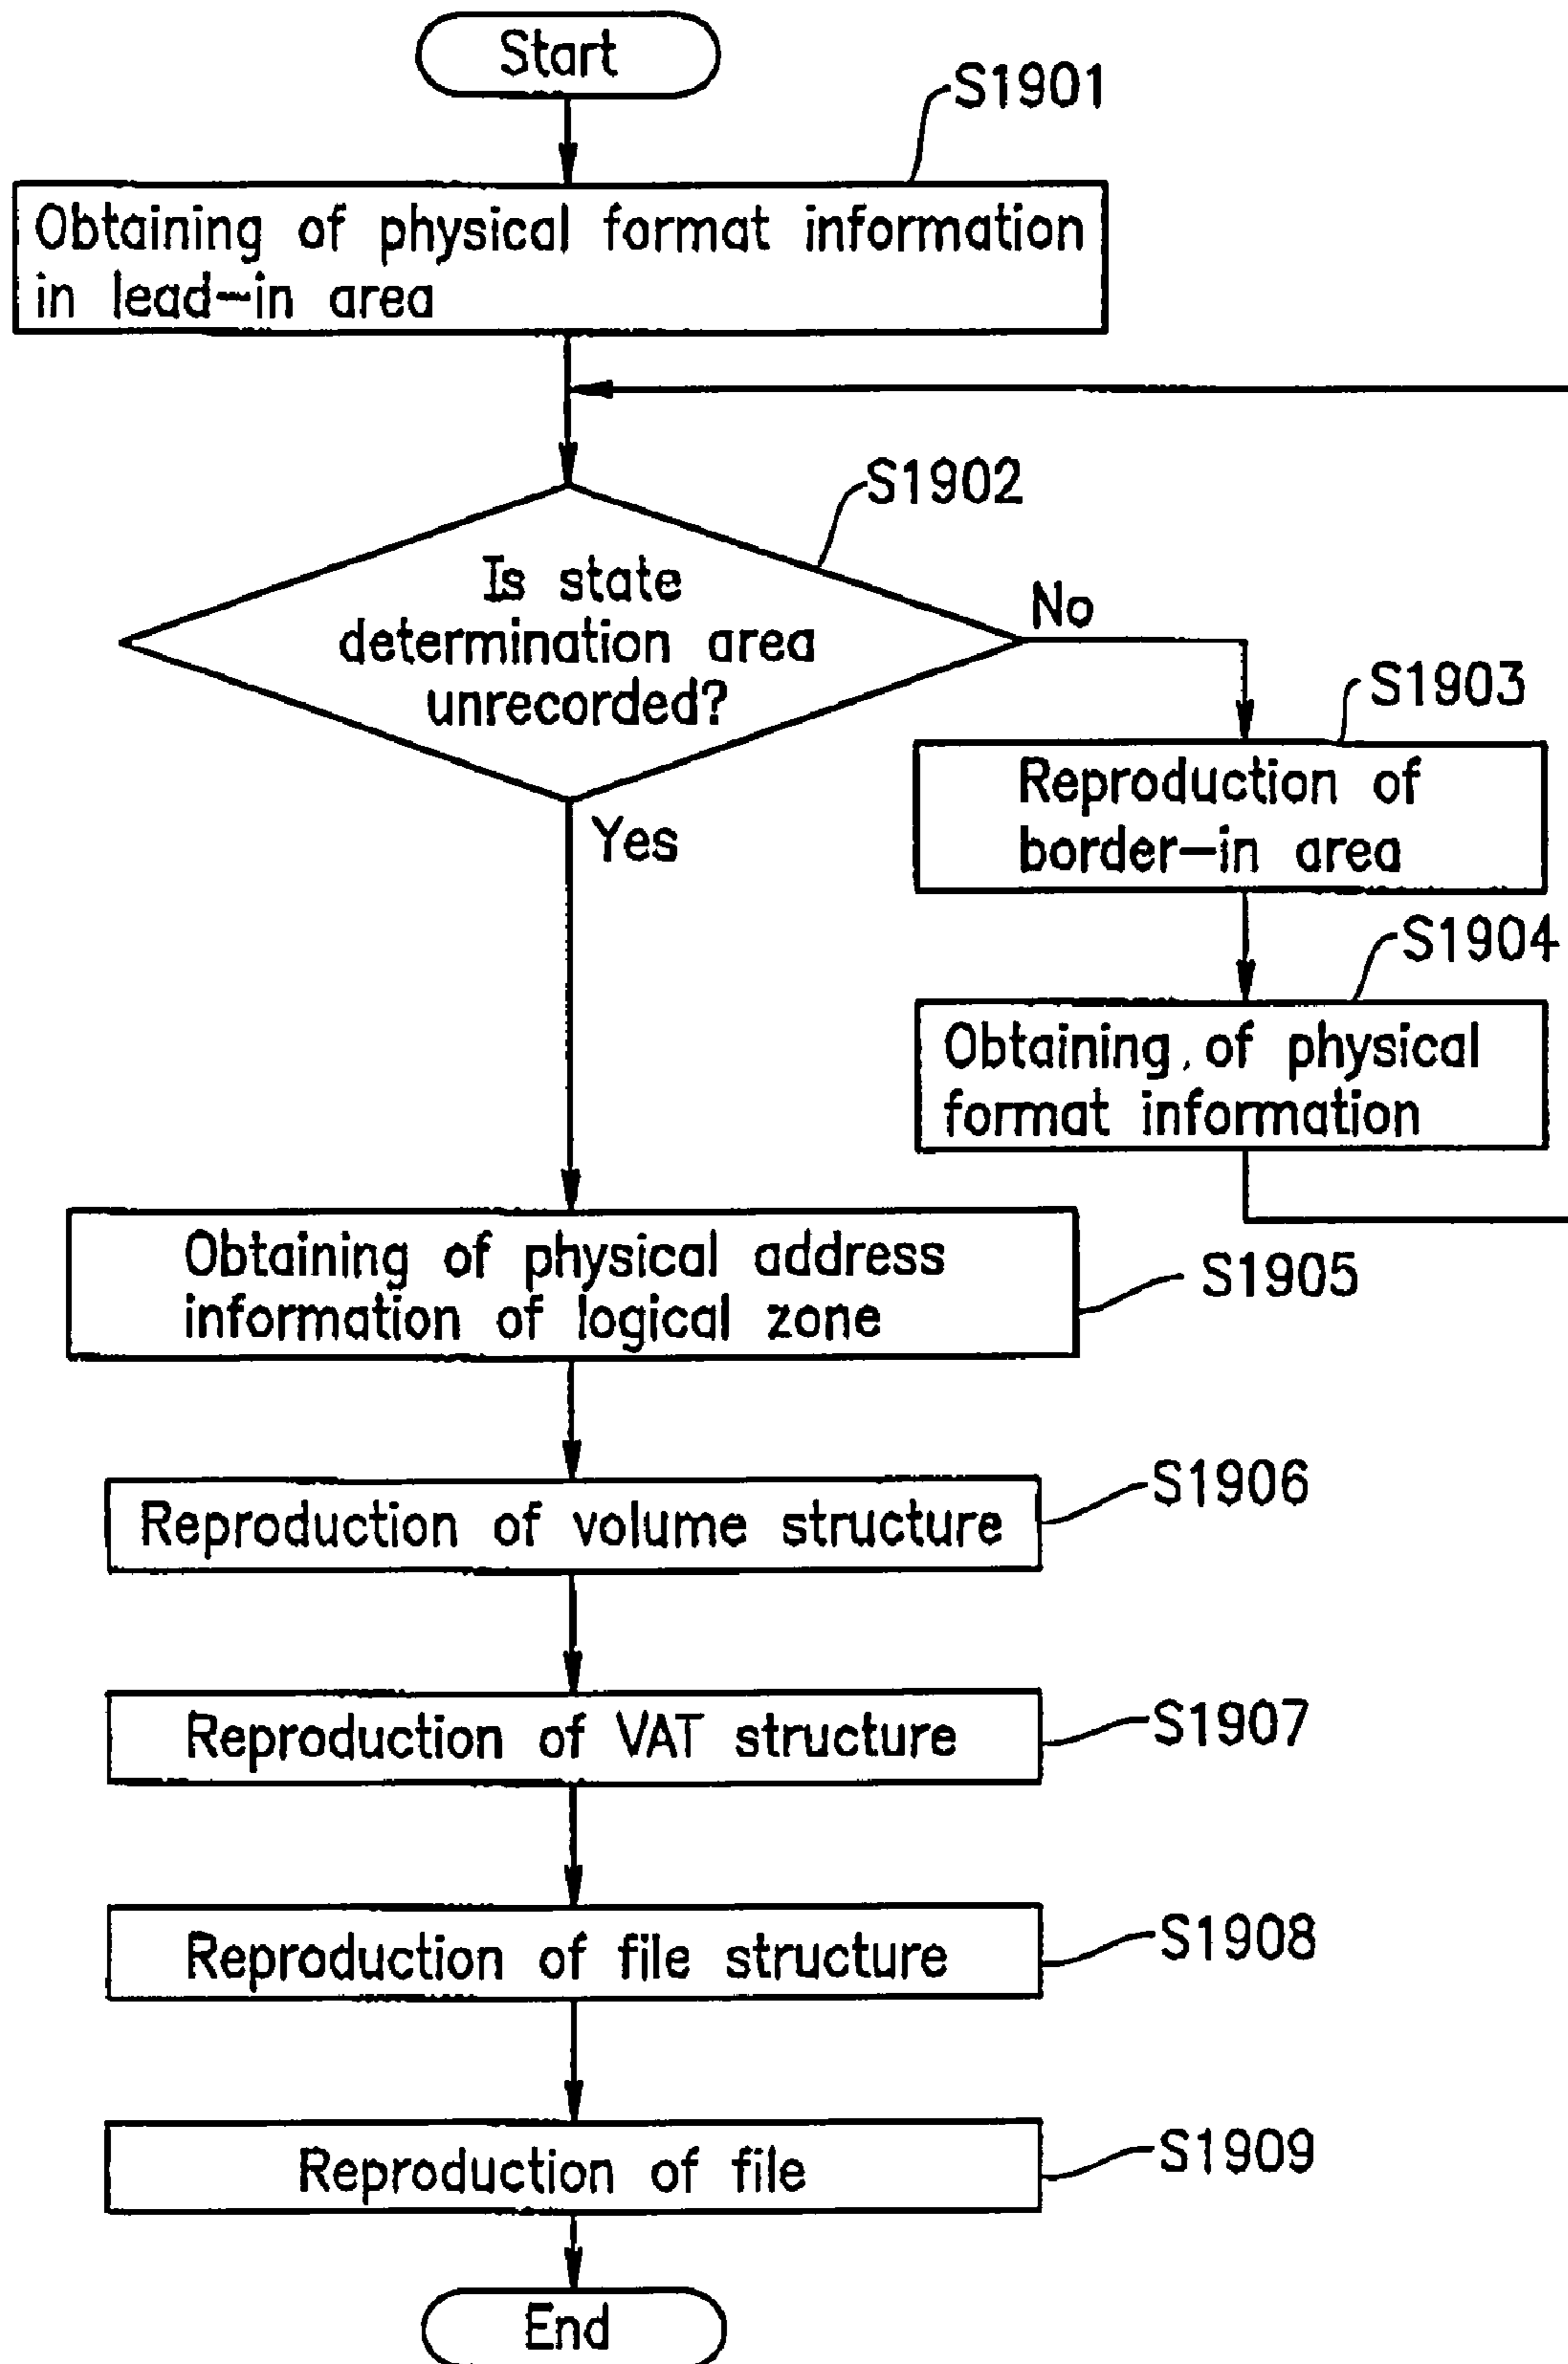 Start
S1901
Obtaining of physical format information
in lead-in area
S1902
Is state
determination area
unrecorded?
No
Yes
S1903
Reproduction of
border-in area
S1904
Obtaining of physical
format information
Obtaining of physical address
information of logical zone
S1905
Reproduction of volume structure
S1906
Reproduction of VAT structure
S1907
Reproduction of file structure
S1908
Reproduction of file
S1909
End